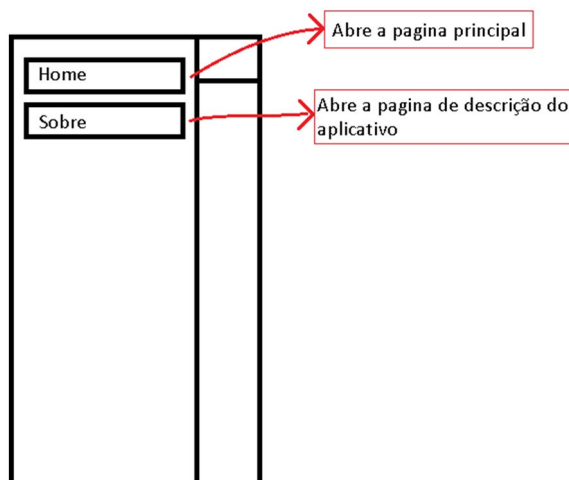 Abre a pagina principal
Home
Abre a pagina de descrição do
aplicativo
Sobre